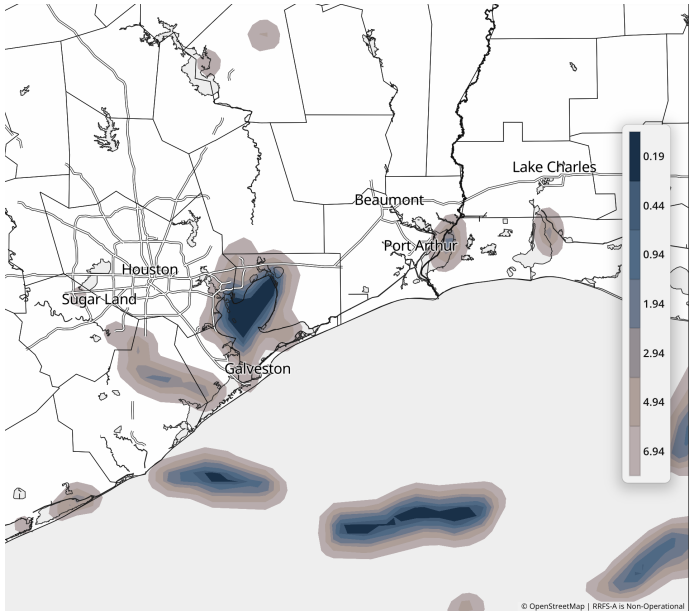 0.19
Lake Charles
0.44
Beaumont
Port Arthur
0.94
Houston
Sugar Land
1.94
2.94
Galveston
4.94
6.94
© OpenStreetMap | RRFS-A is Non-Operational